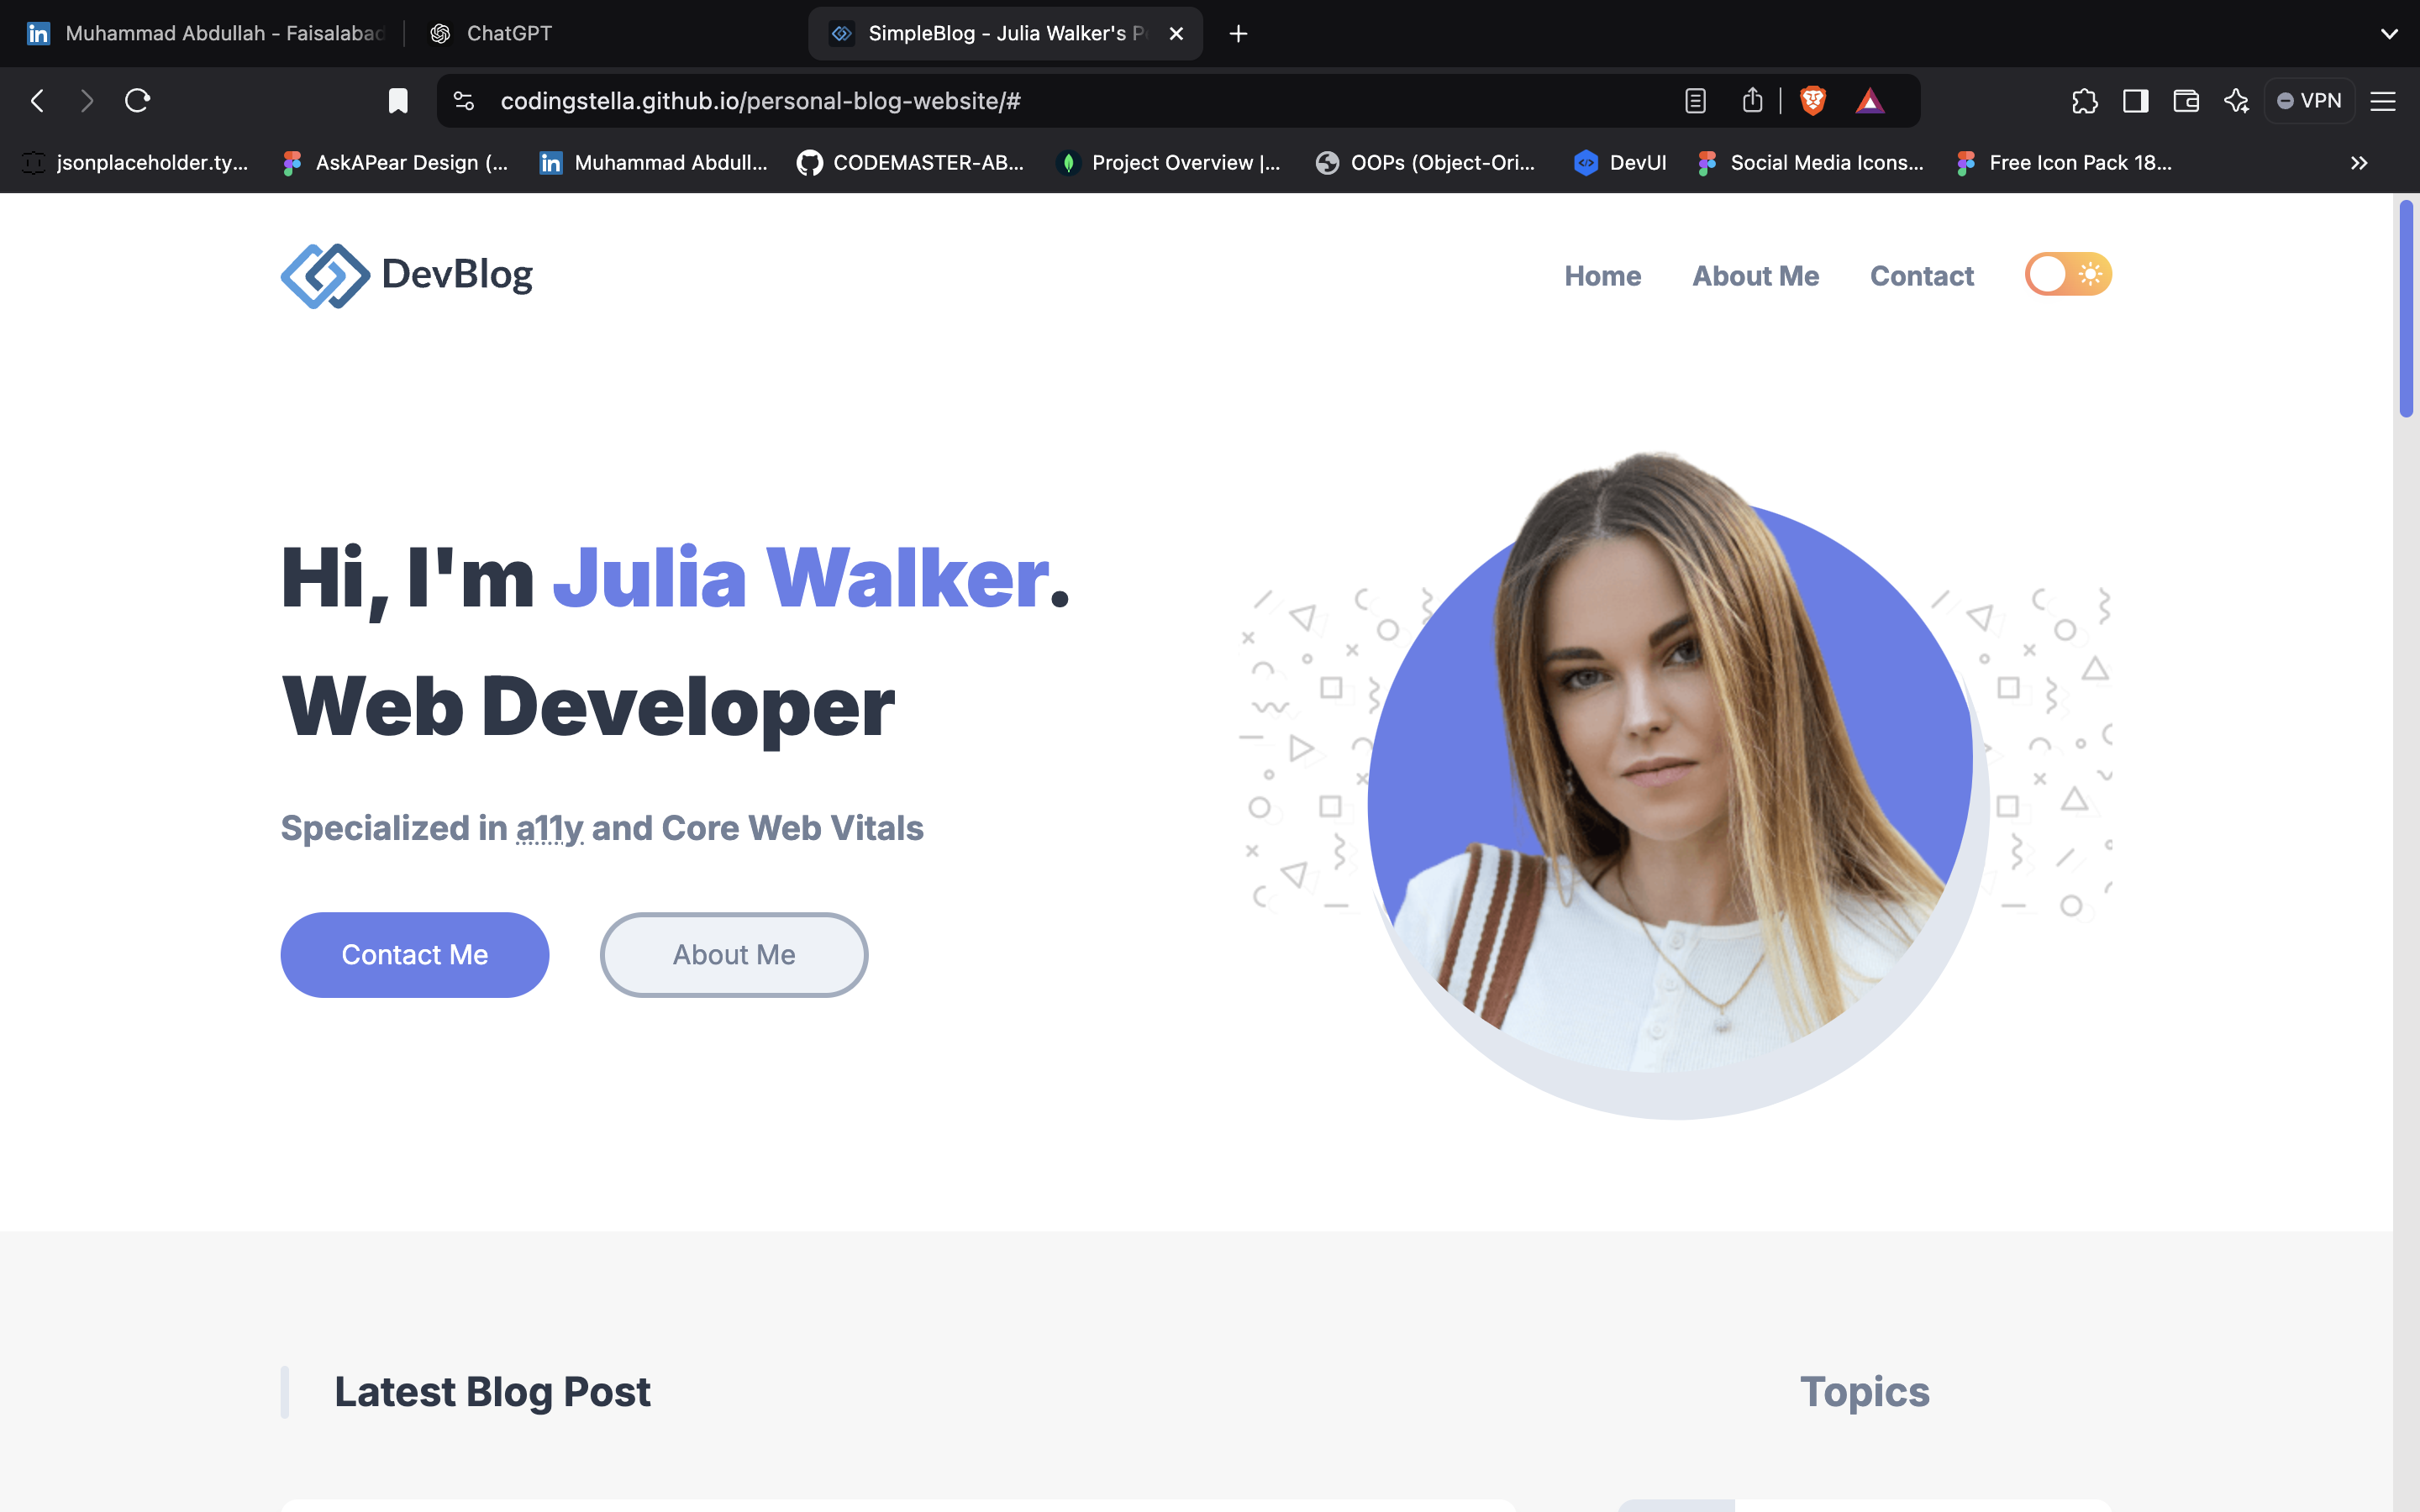 Muhammad Abdullah - Faisalabad
ChatGPT
SimpleBlog - Julia Walker's P
codingstella.github.io/personal-blog-website/#
VPN
jsonplaceholder.ty...
AskAPear Design (...
Muhammad Abdull...
CODEMASTER-AB...
Project Overview |...
OOPs (Object-Ori...
DevUI
Social Media Icons...
Free Icon Pack 18...
DevBlog
Home
About Me
Contact
Hi, I'm Julia Walker.
Web Developer
Specialized in a11y and Core Web Vitals
Contact Me
About Me
Latest Blog Post
Topics